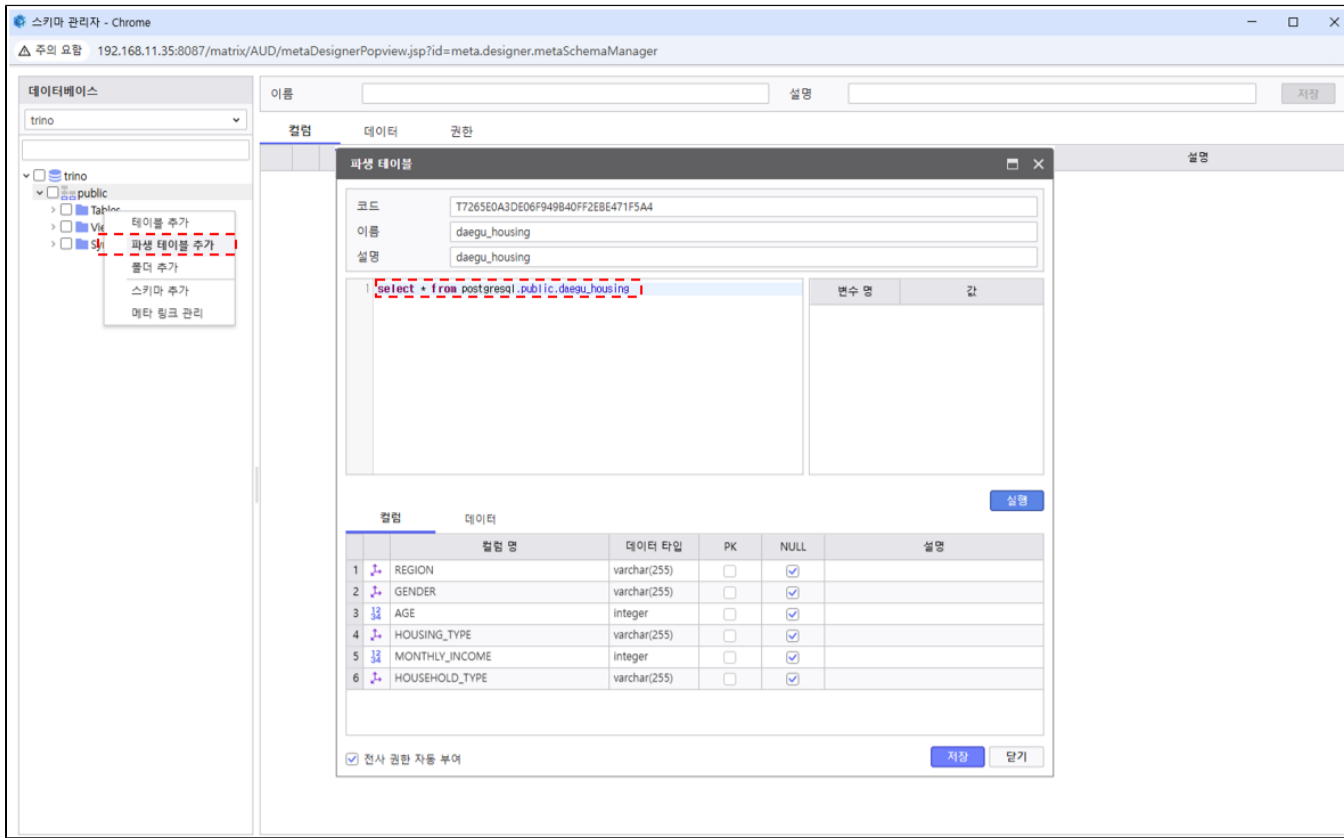 스키마 관리자 - Chrome
주의 요함 192.168.11.35:8087/matrix/AUD/metaDesignerPopview.jsp?id=meta.designer.metaSchemaManager
데이터베이스
trino
trino
public
Tables
Vie
Sy
테이블 추가
파생 테이블 추가
폴더 추가
스키마 추가
메타 링크 관리
이름 설명 저장
컬럼 데이터 권한
설명
파생 테이블
코드 T7265E0A3DE06F949B40FF2EBE471F5A4
이름 daegu_housing
설명 daegu_housing
1 select * from postgresql.public.daegu_housing
변수 명 값
실행
컬럼 데이터
컬럼 명 데이터 타입 PK NULL 설명
1 REGION varchar(255)
2 GENDER varchar(255)
3 12 34 AGE integer
4 HOUSING_TYPE varchar(255)
5 12 34 MONTHLY_INCOME integer
6 HOUSEHOLD_TYPE varchar(255)
전사 권한 자동 부여 저장 닫기